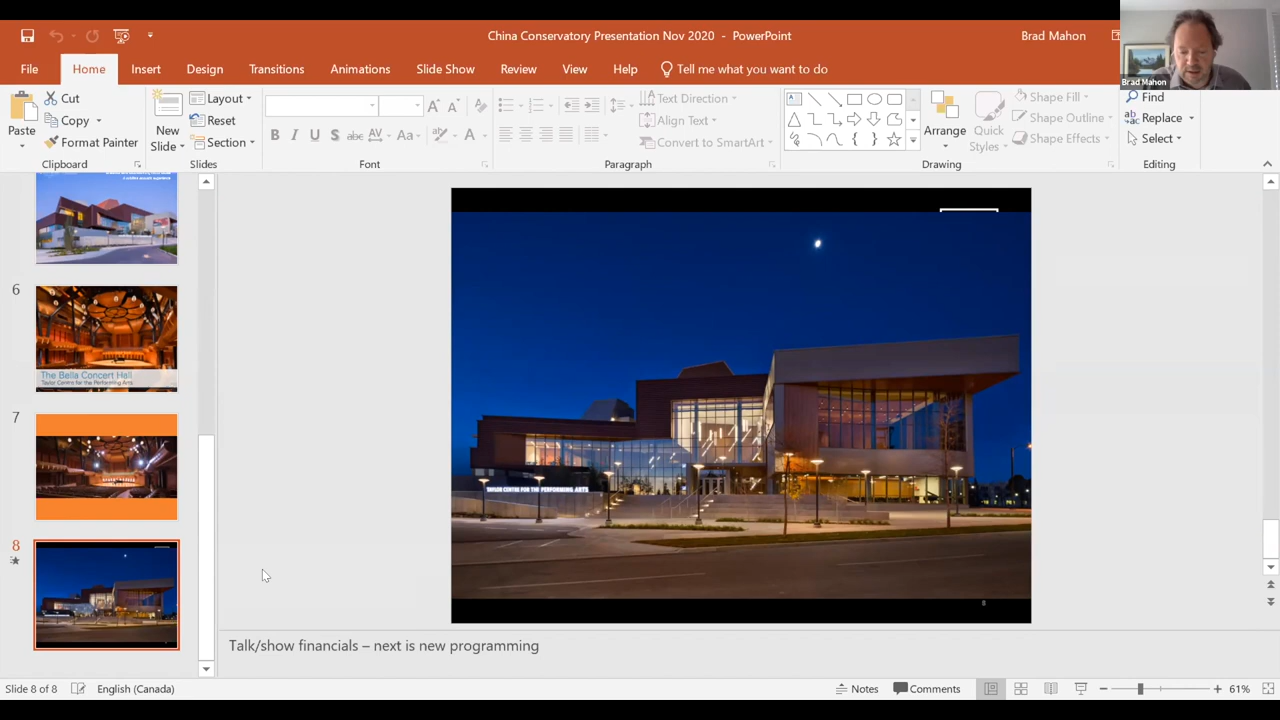 China Conservatory Presentation Nov 2020 - PowerPoint
Brad Mahon
File
Home
Insert
Design
Transitions
Animations
Slide Show
Review
View
Help
Tell me what you want to do
Paste
Cut
Copy
Format Painter
Clipboard
New
Slide
Layout
Reset
Section
Slides
B I U S abc AV Aa A
Font
Text Direction
Align Text
Convert to SmartArt
Paragraph
Arrange
Quick
Styles
Shape Fill
Shape Outline
Shape Effects
Drawing
Find
Replace
Select
Editing
Brad Mahon
6
The Bella Concert Hall
Taylor Centre for the Performing Arts
7
8
TAYLOR CENTRE FOR THE PERFORMING ARTS
8
Talk/show financials – next is new programming
Slide 8 of 8
English (Canada)
Notes
Comments
61%